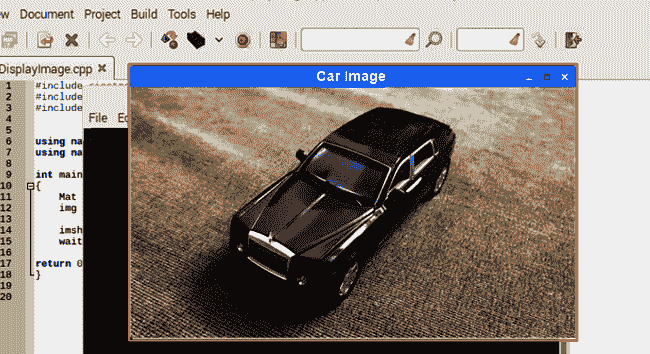 w Document Project Build Tools Help
DisplayImage.cpp
Car Image
File Ec
1 #include
2 #include
3 #include
4
5
6 using na
7 using na
8
9 int main
10 {
11 Mat
12 img
13
14 imsh
15 wait
16
17 return 0
18 }
19
20